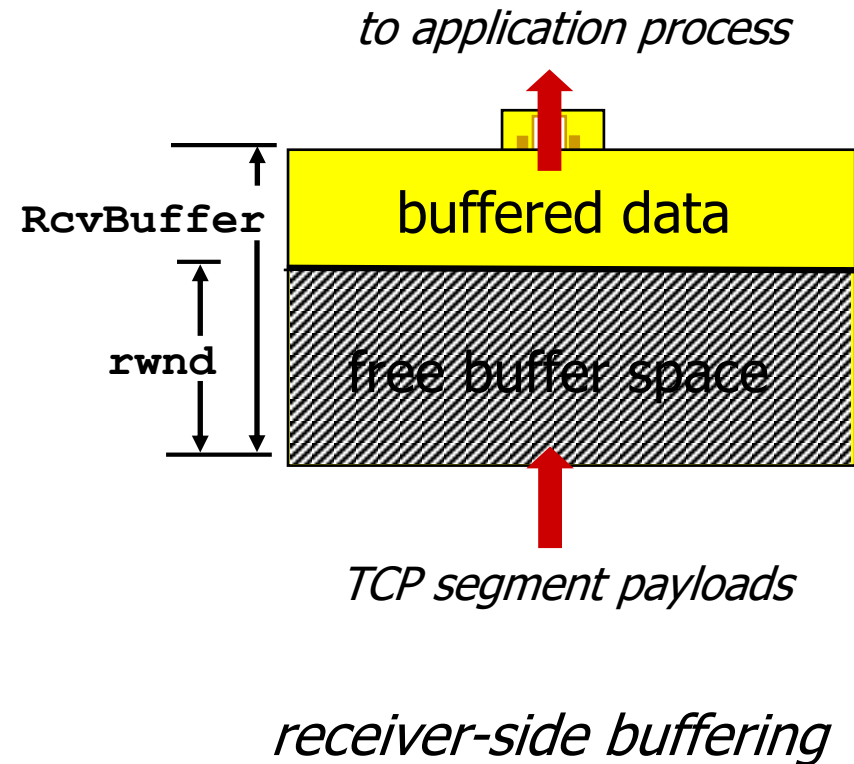 to application process
RcvBuffer
buffered data
rwnd
free buffer space
TCP segment payloads
receiver-side buffering